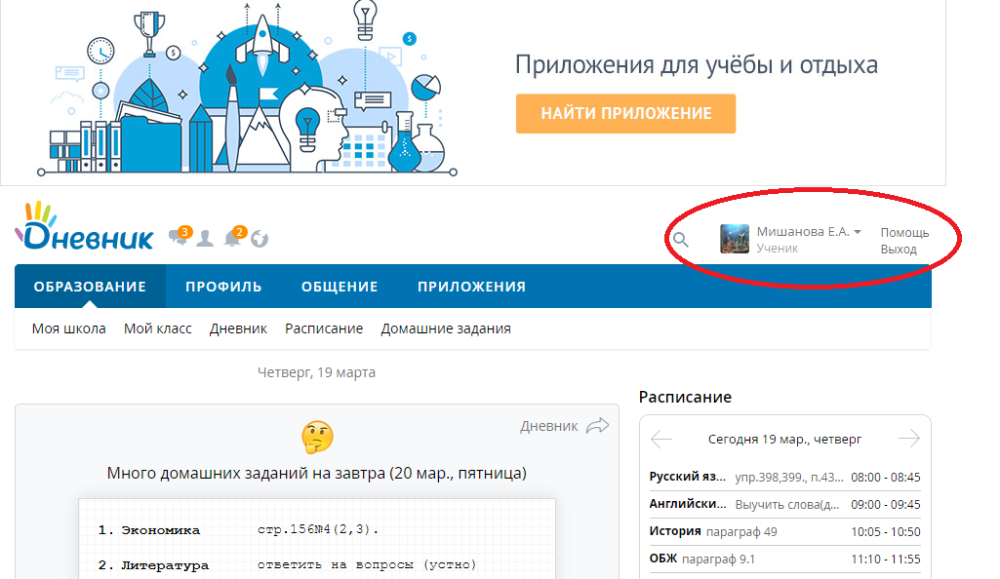 Приложения для учёбы и отдыха
НАЙТИ ПРИЛОЖЕНИЕ
Дневник 3 2
Мишанова Е.А. Помощь
Ученик Выход
ОБРАЗОВАНИЕ ПРОФИЛЬ ОБЩЕНИЕ ПРИЛОЖЕНИЯ
Моя школа Мой класс Дневник Расписание Домашние задания
Четверг, 19 марта
Дневник
Много домашних заданий на завтра (20 мар., пятница)
1. Экономика стр.156№4(2,3).
2. Литература ответить на вопросы (устно)
Расписание
Сегодня 19 мар., четверг
Русский яз... упр.398,399., п.43... 08:00 - 08:45
Английски... Выучить слова(д... 09:00 - 09:45
История параграф 49 10:05 - 10:50
ОБЖ параграф 9.1 11:10 - 11:55